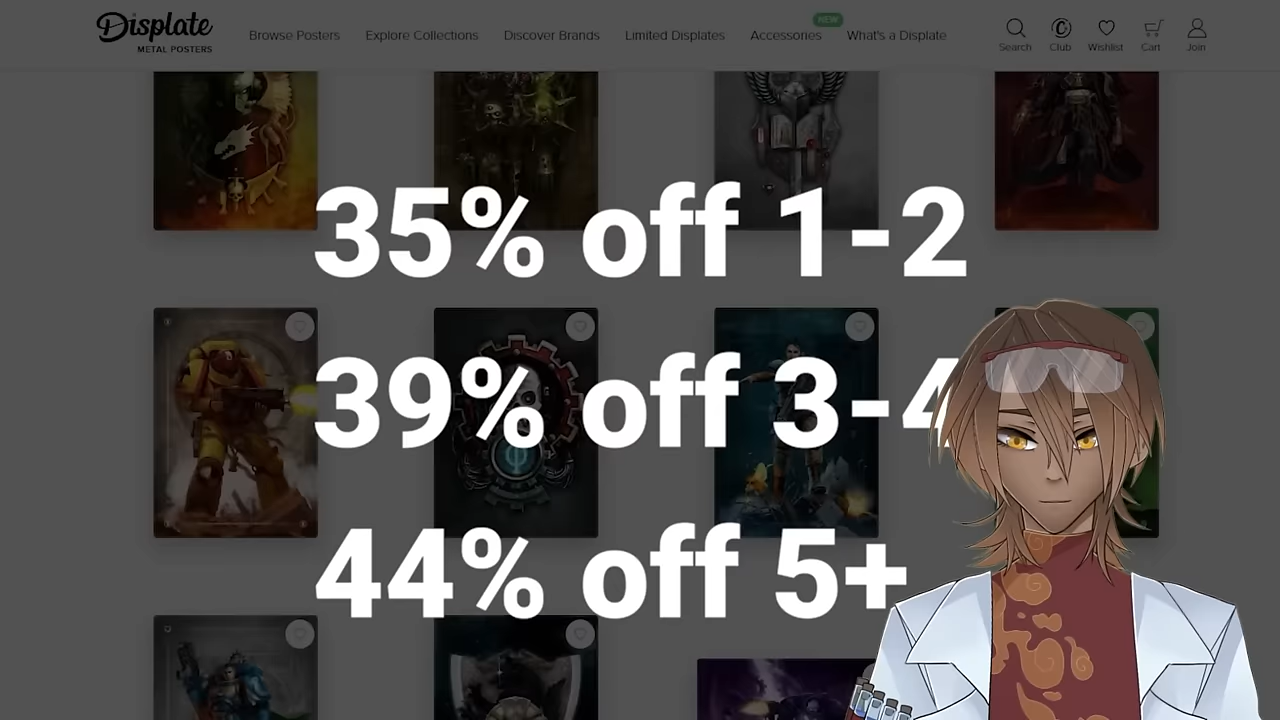 Displate
METAL POSTERS
Browse Posters
Explore Collections
Discover Brands
Limited Displates
Accessories
NEW
What's a Displate
Search
Club
Wishlist
Cart
Join
35% off 1-2
39% off 3-4
44% off 5+